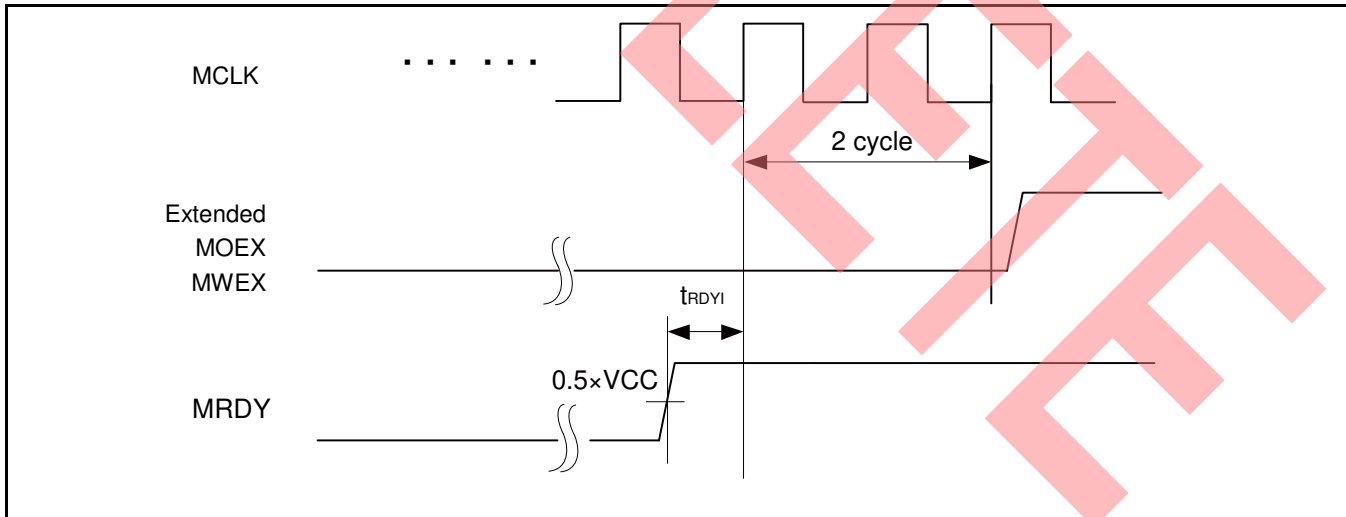 MCLK
... ...
2 cycle
Extended
MOEX
MWEX
tRDYI
0.5×VCC
MRDY